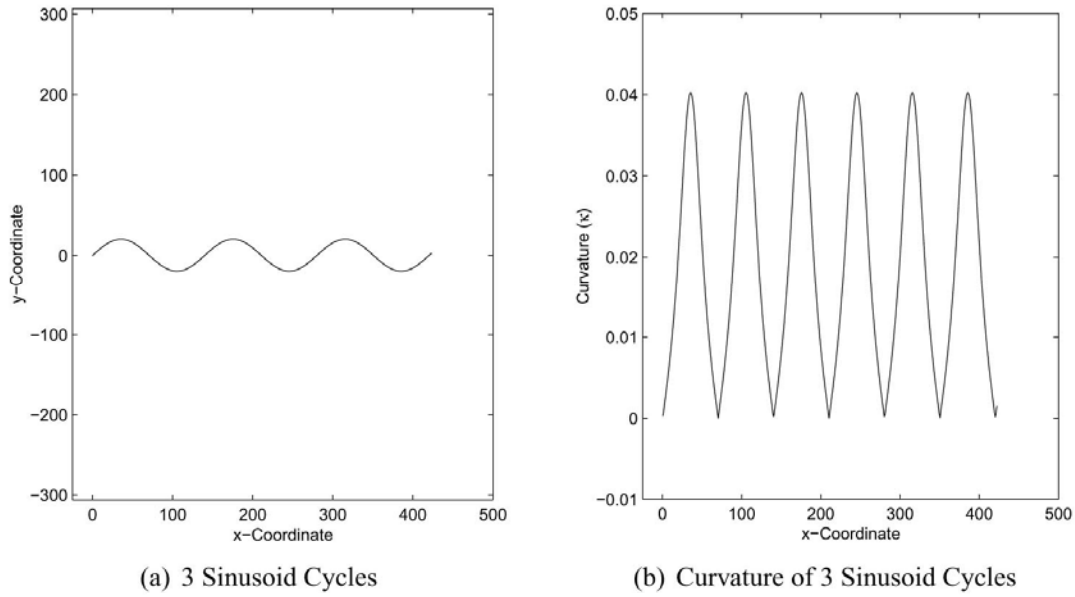 300
200
100
0
−100
−200
−300
y−Coordinate
0 100 200 300 400 500
x−Coordinate
(a) 3 Sinusoid Cycles
0.05
0.04
0.03
0.02
0.01
0
−0.01
Curvature (κ)
0 100 200 300 400 500
x−Coordinate
(b) Curvature of 3 Sinusoid Cycles